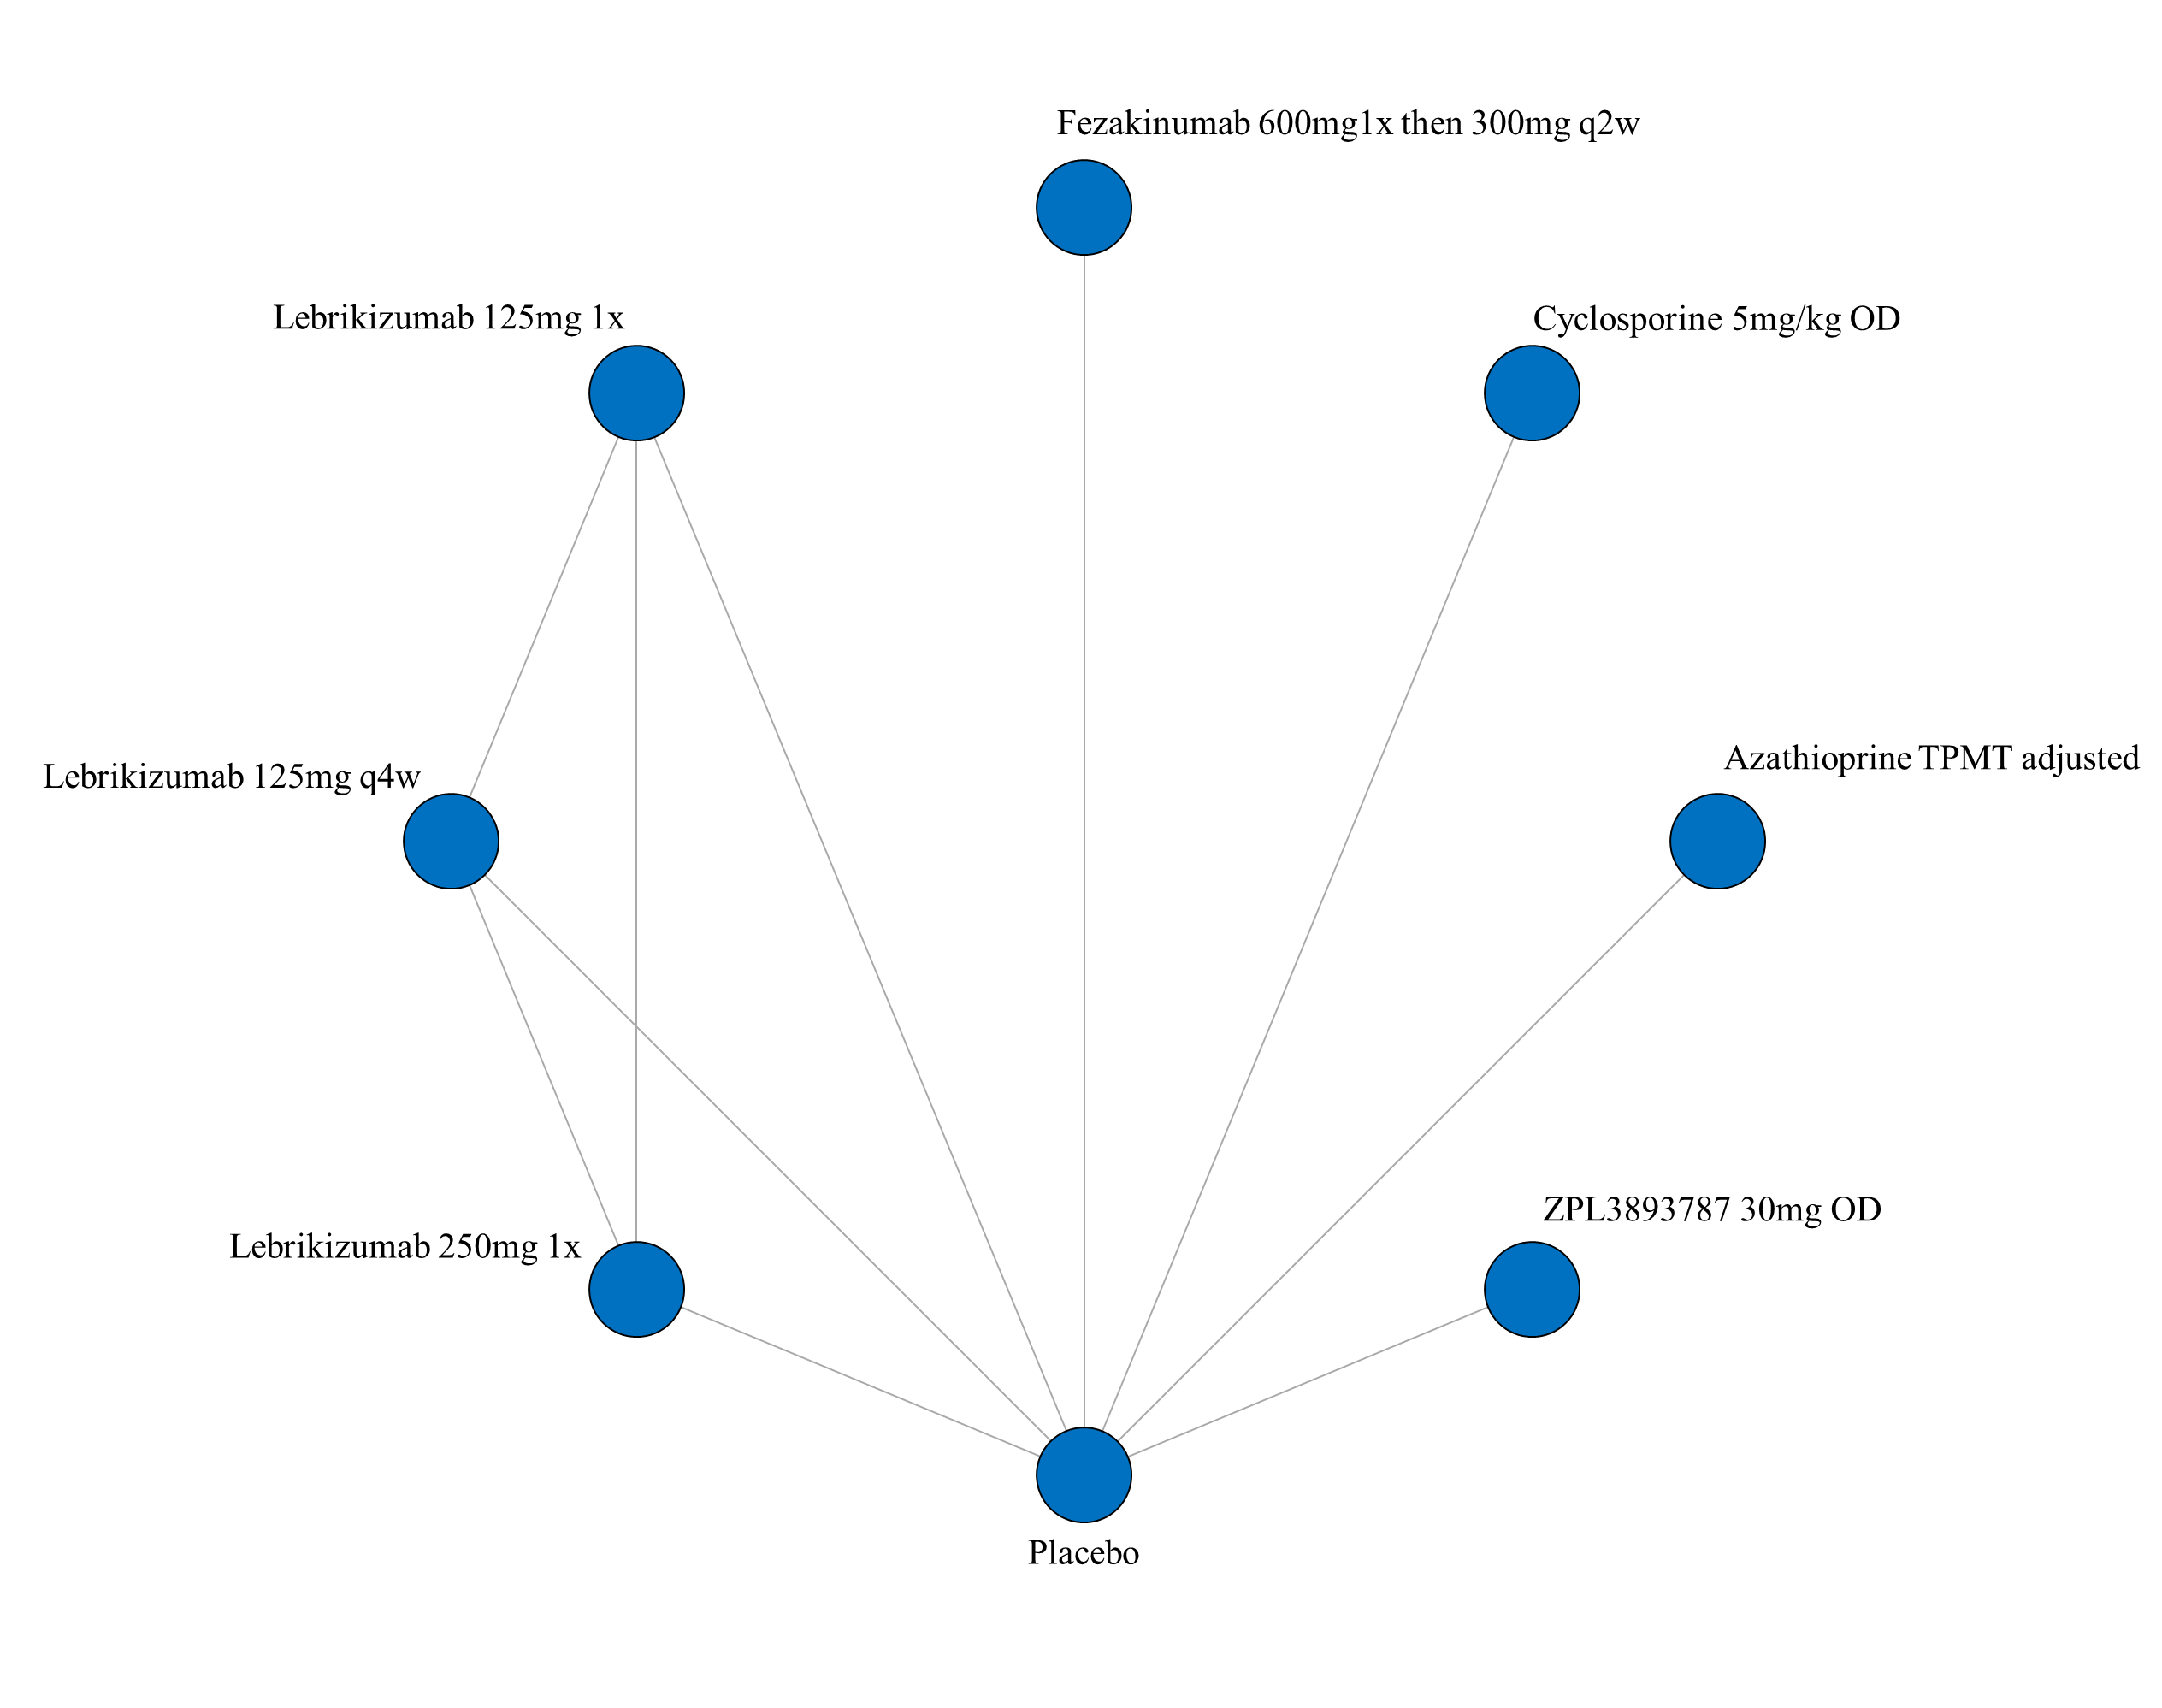 Fezakinumab 600mg1x then 300mg q2w
Lebrikizumab 125mg 1x
Cyclosporine 5mg/kg OD
Azathioprine TPMT adjusted
Lebrikizumab 125mg q4w
ZPL3893787 30mg OD
Lebrikizumab 250mg 1x
Placebo